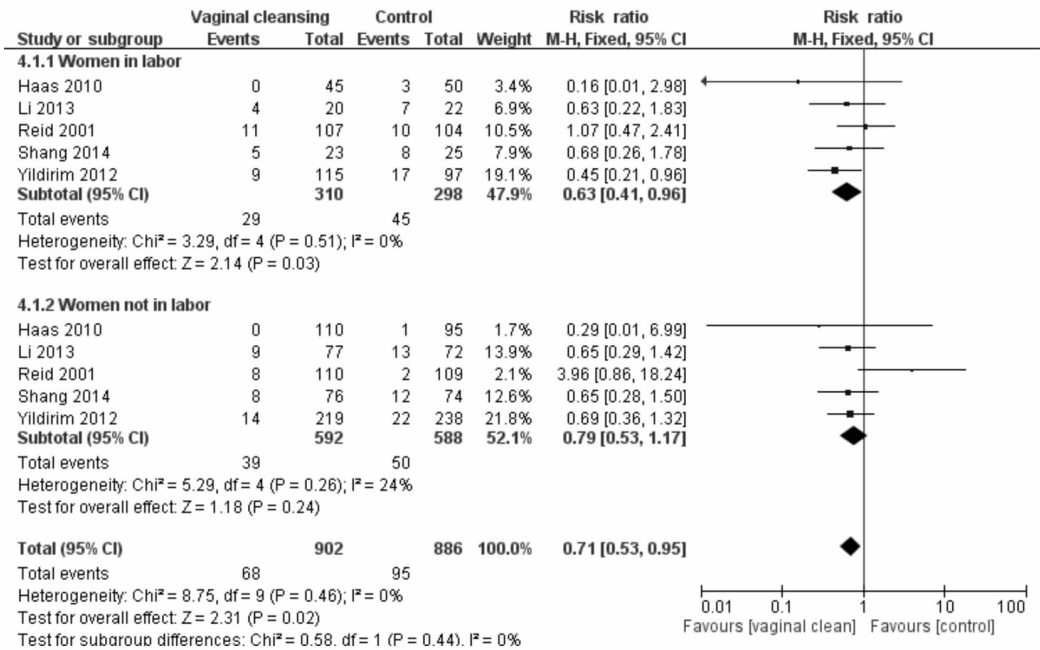 Vaginal cleansing Control Risk ratio Risk ratio
Study or subgroup Events Total Events Total Weight M-H, Fixed, 95% CI M-H, Fixed, 95% CI
4.1.1 Women in labor
Haas 2010 0 45 3 50 3.4% 0.16 [0.01, 2.98]
Li 2013 4 20 7 22 6.9% 0.63 [0.22, 1.83]
Reid 2001 11 107 10 104 10.5% 1.07 [0.47, 2.41]
Shang 2014 5 23 8 25 7.9% 0.68 [0.26, 1.78]
Yildirim 2012 9 115 17 97 19.1% 0.45 [0.21, 0.96]
Subtotal (95% CI) 310 298 47.9% 0.63 [0.41, 0.96]
Total events 29 45
Heterogeneity: Chi² = 3.29, df = 4 (P = 0.51); I² = 0%
Test for overall effect: Z = 2.14 (P = 0.03)
4.1.2 Women not in labor
Haas 2010 0 110 1 95 1.7% 0.29 [0.01, 6.99]
Li 2013 9 77 13 72 13.9% 0.65 [0.29, 1.42]
Reid 2001 8 110 2 109 2.1% 3.96 [0.86, 18.24]
Shang 2014 8 76 12 74 12.6% 0.65 [0.28, 1.50]
Yildirim 2012 14 219 22 238 21.8% 0.69 [0.36, 1.32]
Subtotal (95% CI) 592 588 52.1% 0.79 [0.53, 1.17]
Total events 39 50
Heterogeneity: Chi² = 5.29, df = 4 (P = 0.26); I² = 24%
Test for overall effect: Z = 1.18 (P = 0.24)
Total (95% CI) 902 886 100.0% 0.71 [0.53, 0.95]
Total events 68 95
Heterogeneity: Chi² = 8.75, df = 9 (P = 0.46); I² = 0%
Test for overall effect: Z = 2.31 (P = 0.02)
Test for subgroup differences: Chi² = 0.58, df = 1 (P = 0.44), I² = 0%
0.01 0.1 1 10 100
Favours [vaginal clean] Favours [control]